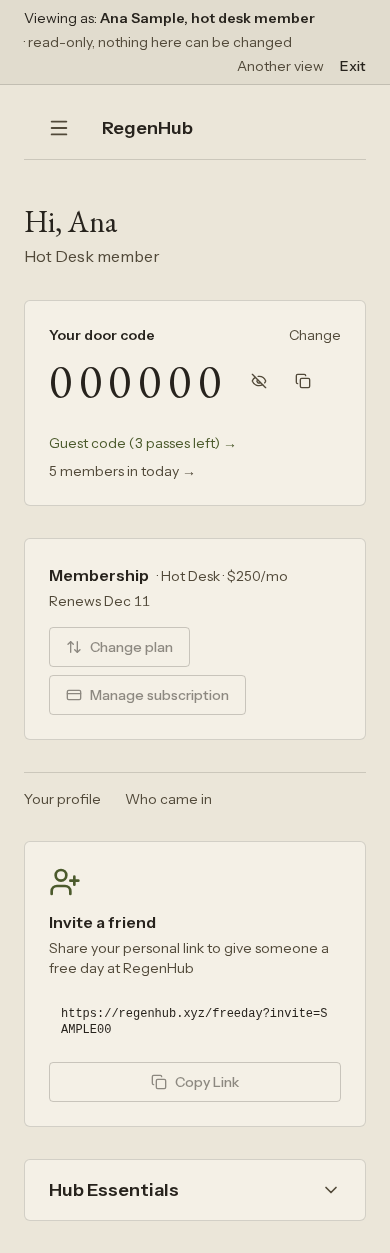 Viewing as: Ana Sample, hot desk member
· read-only, nothing here can be changed
Another view Exit
RegenHub
Hi, Ana
Hot Desk member
Your door code Change
000000
Guest code (3 passes left) →
5 members in today →
Membership · Hot Desk · $250/mo
Renews Dec 11
Change plan
Manage subscription
Your profile Who came in
Invite a friend
Share your personal link to give someone a
free day at RegenHub
https://regenhub.xyz/freeday?invite=S
AMPLE00
Copy Link
Hub Essentials